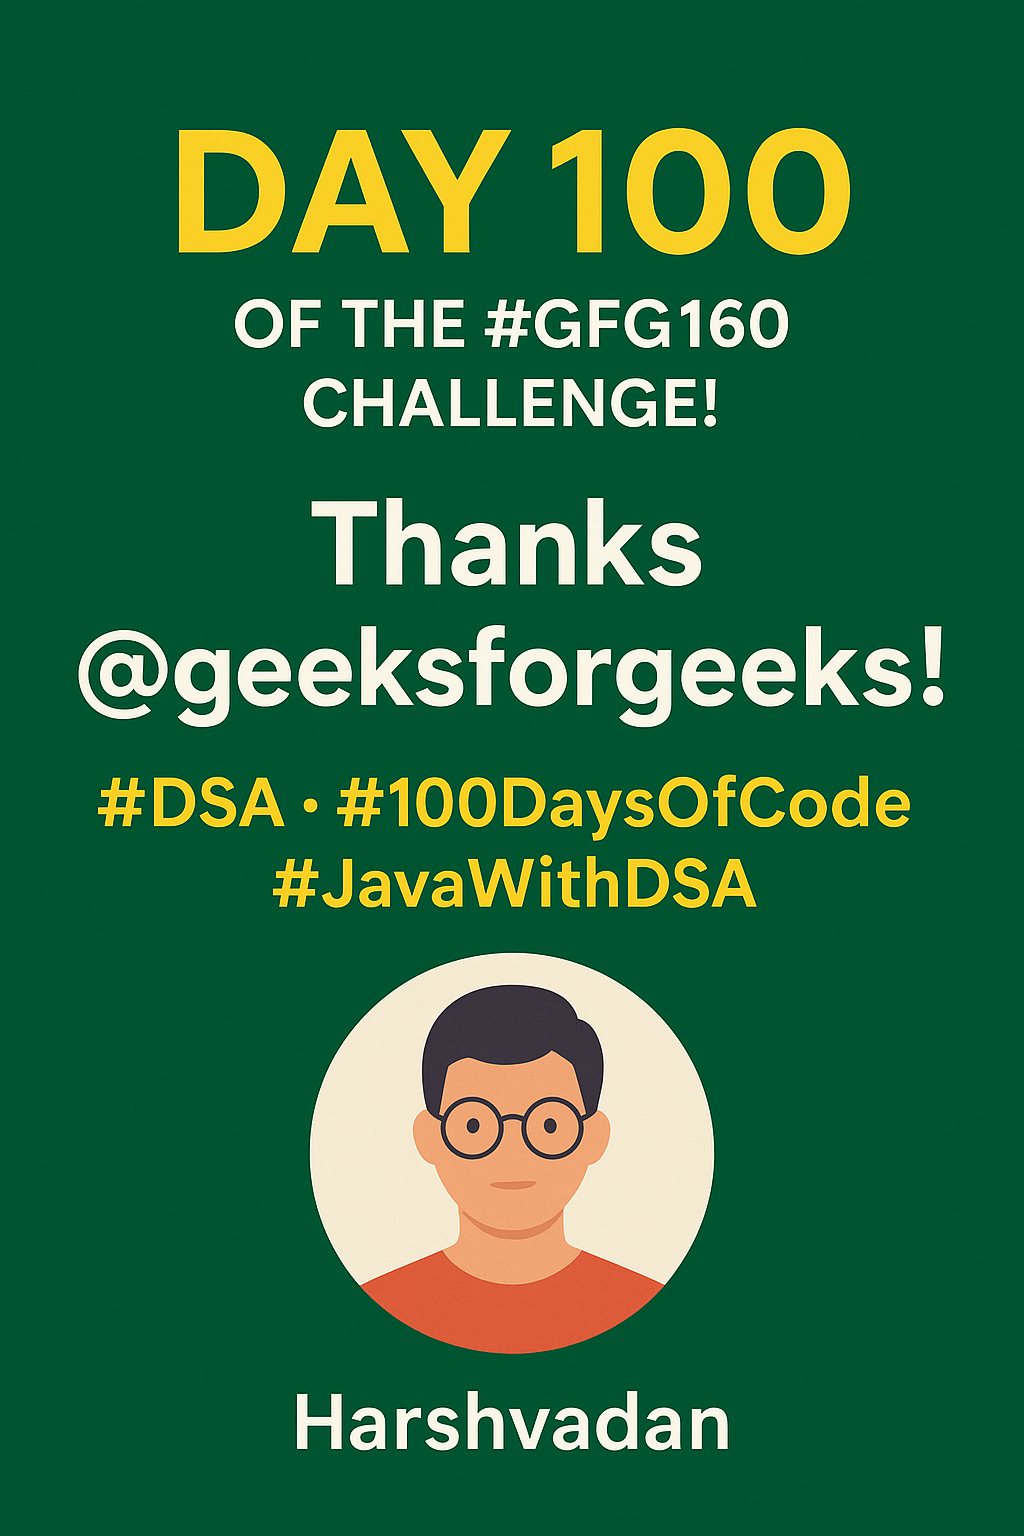 DAY 100
OF THE #GFG160
CHALLENGE!
Thanks
@geeksforgeeks!
#DSA · #100DaysOfCode
#JavaWithDSA
Harshvadan